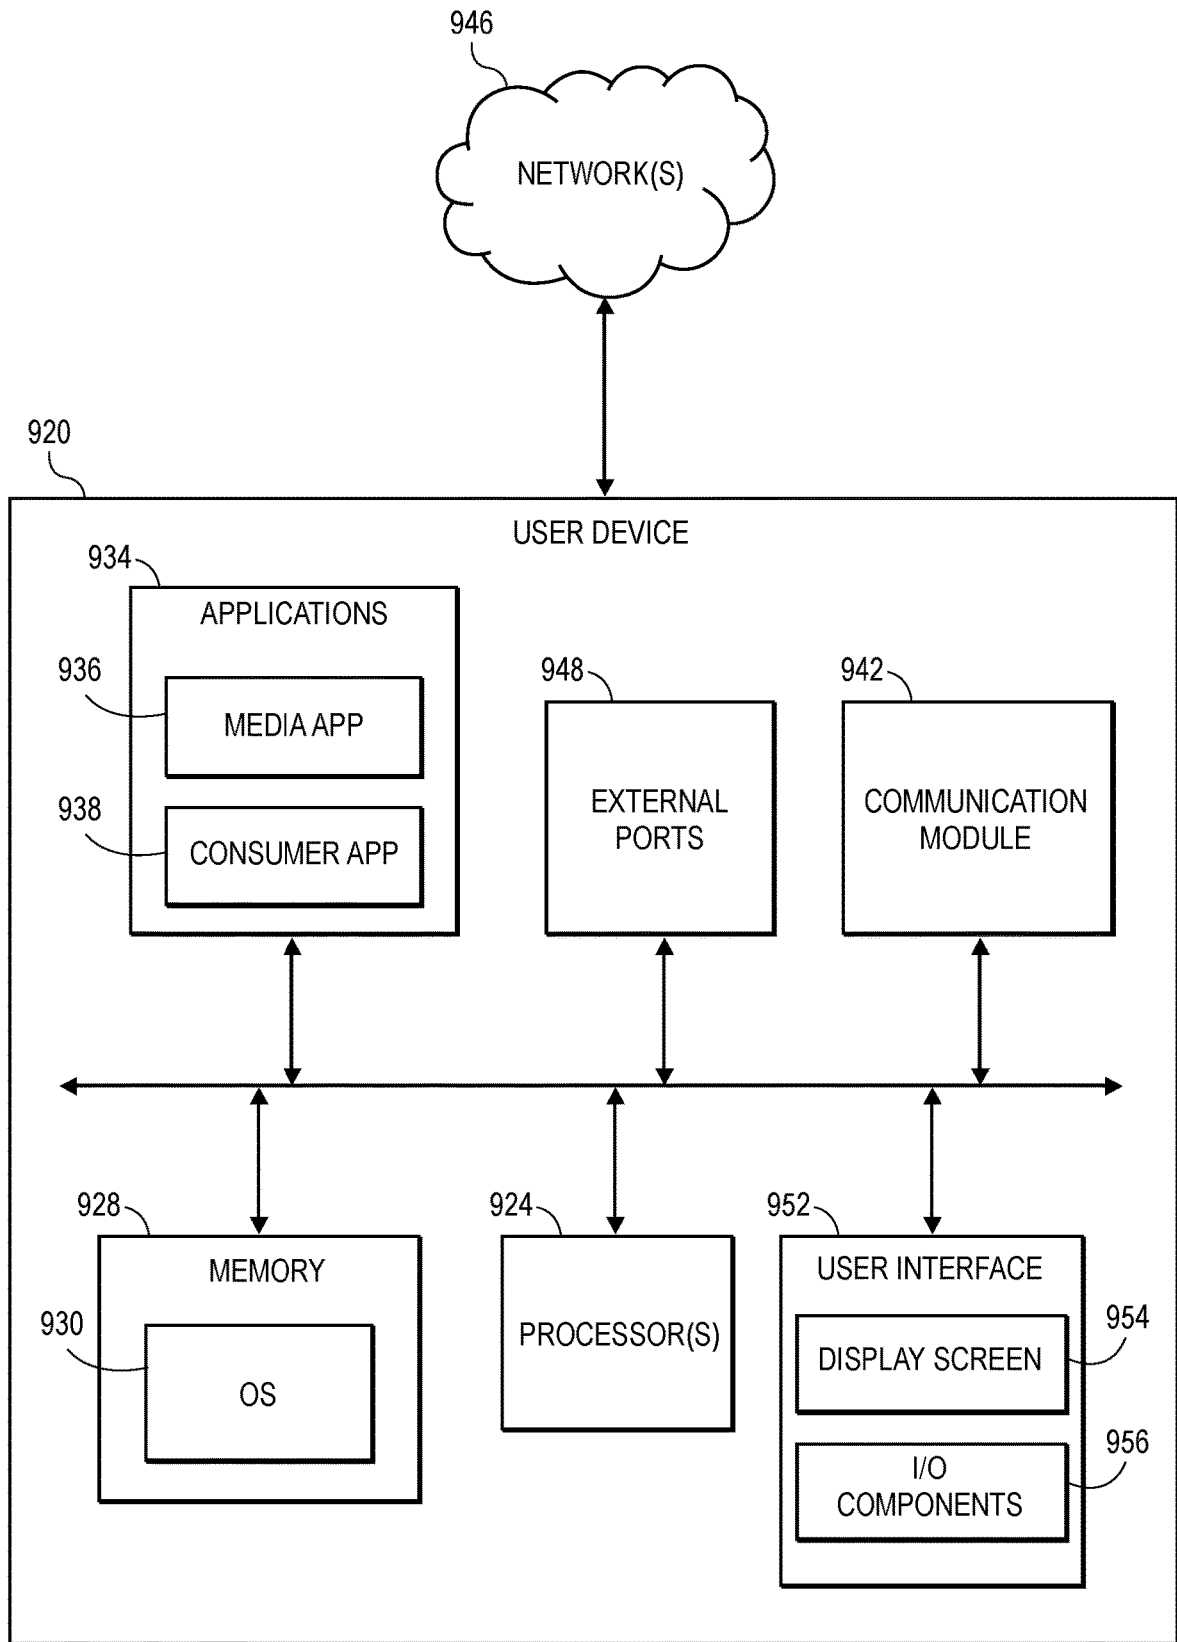 946
NETWORK(S)
920
USER DEVICE
934
APPLICATIONS
936
MEDIA APP
938
CONSUMER APP
948
EXTERNAL
PORTS
942
COMMUNICATION
MODULE
928
MEMORY
930
OS
924
PROCESSOR(S)
952
USER INTERFACE
954
DISPLAY SCREEN
956
I/O
COMPONENTS